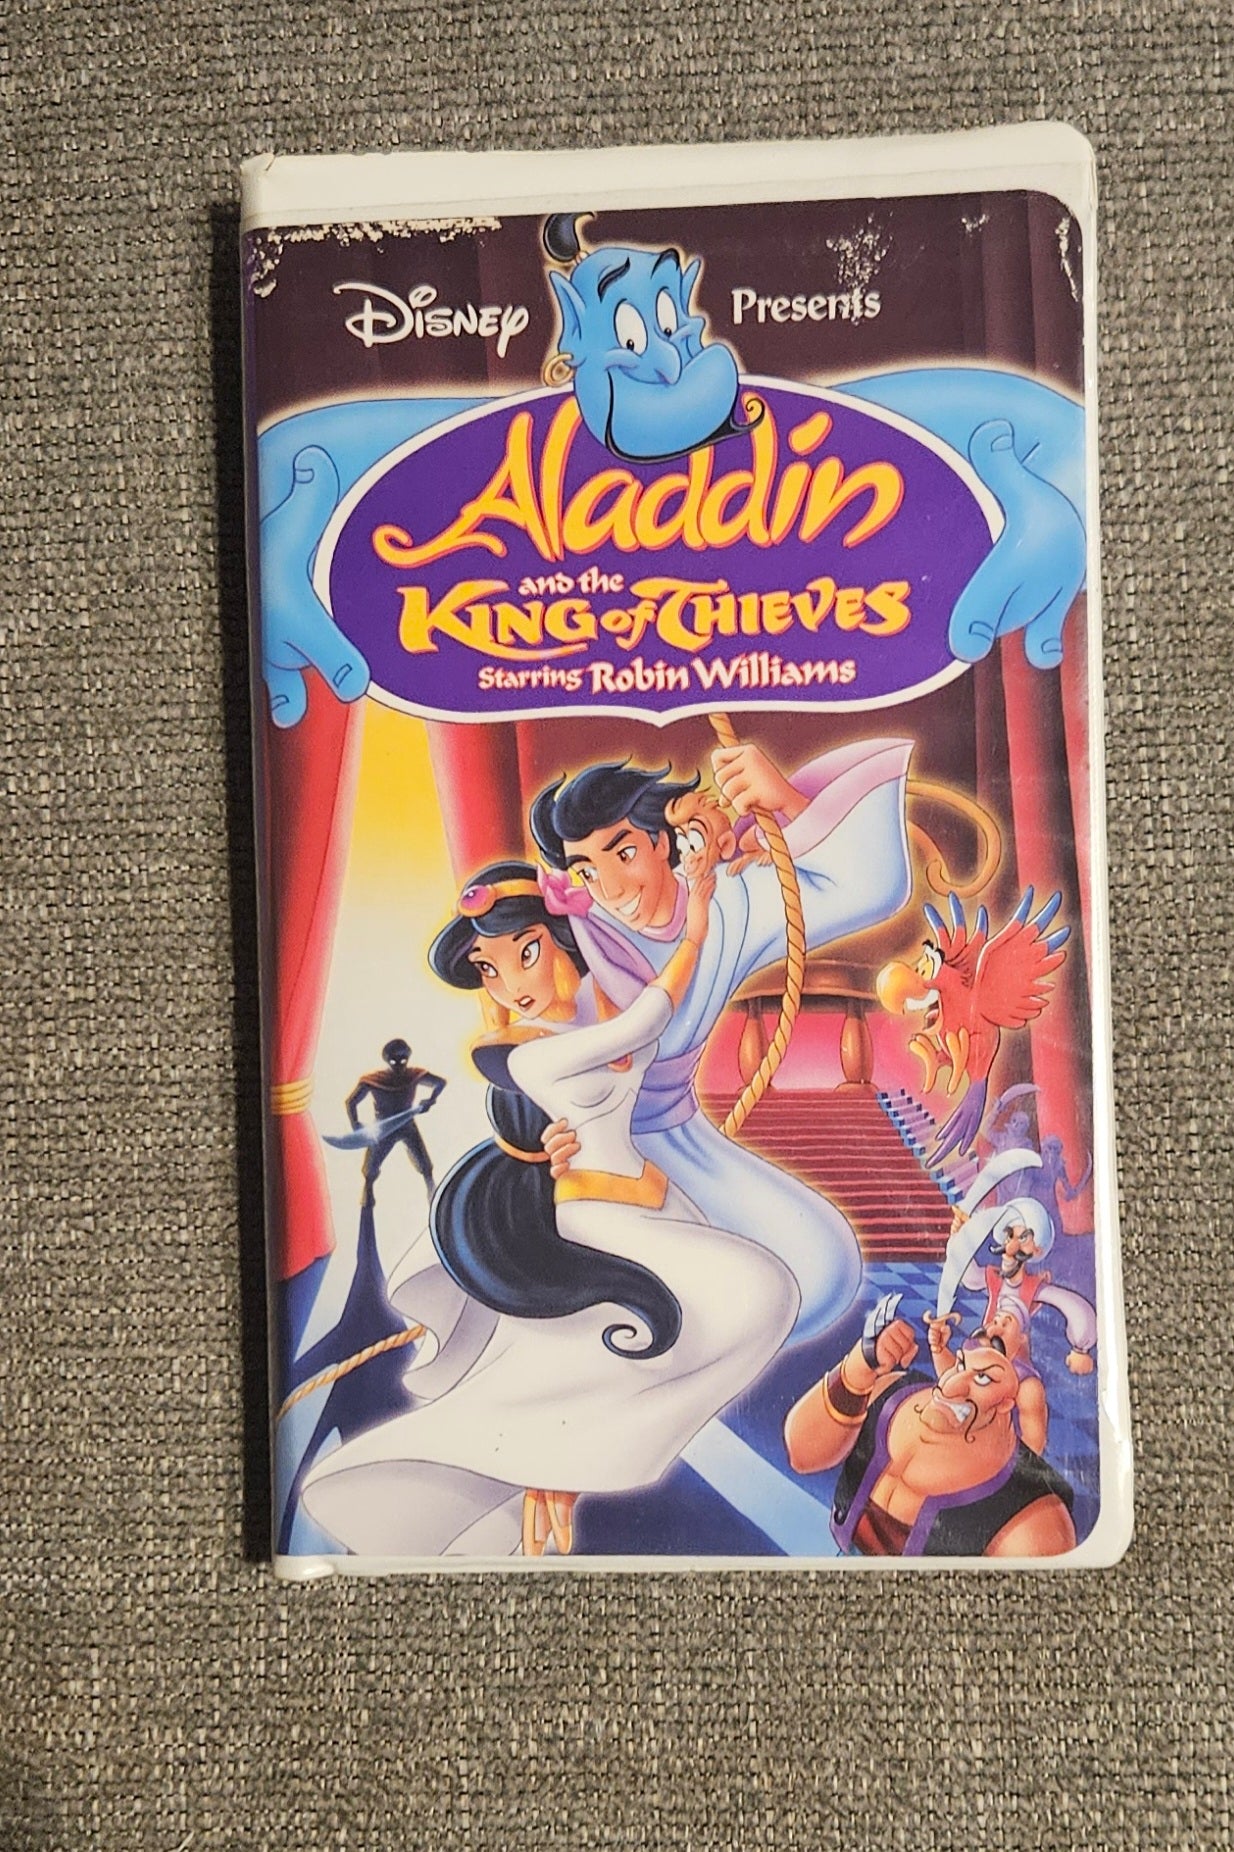 Disney Presents
Aladdin
and the
King of Thieves
Starring Robin Williams